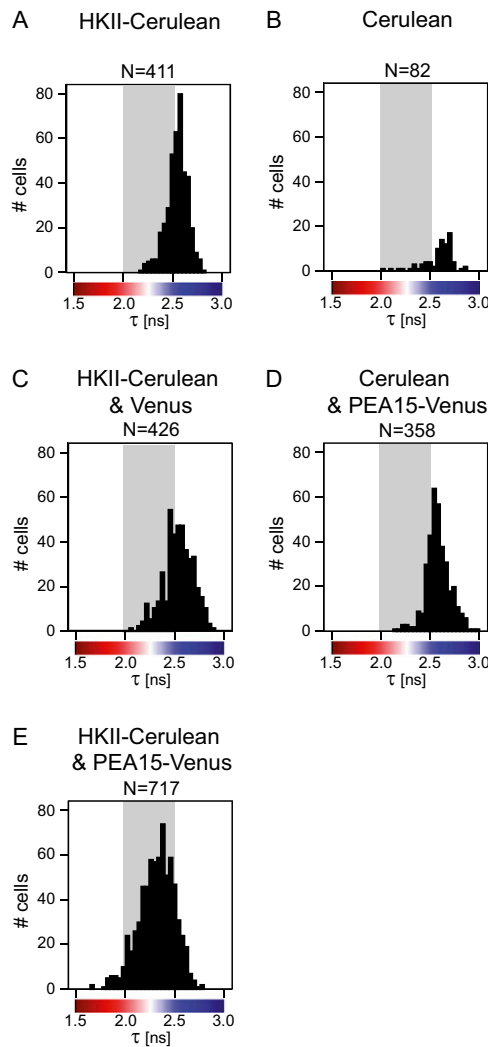 A HKII-Cerulean
N=411
# cells
80
60
40
20
0
1.5 2.0 2.5 3.0
τ [ns]
B Cerulean
N=82
# cells
80
60
40
20
0
1.5 2.0 2.5 3.0
τ [ns]
C HKII-Cerulean
& Venus
N=426
# cells
80
60
40
20
0
1.5 2.0 2.5 3.0
τ [ns]
D Cerulean
& PEA15-Venus
N=358
# cells
80
60
40
20
0
1.5 2.0 2.5 3.0
τ [ns]
E HKII-Cerulean
& PEA15-Venus
N=717
# cells
80
60
40
20
0
1.5 2.0 2.5 3.0
τ [ns]